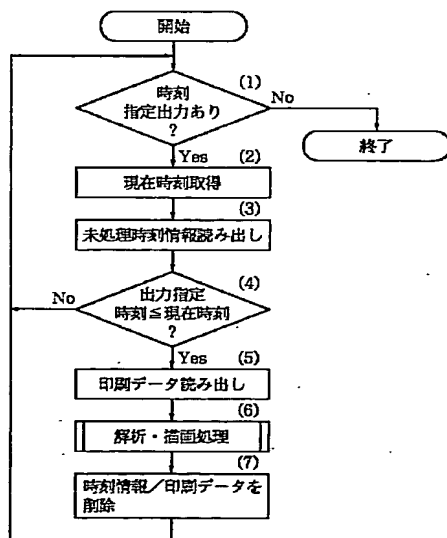 開始
(1)
時刻
指定出力あり
?
No
終了
Yes
(2)
現在時刻取得
(3)
未処理時刻情報読み出し
(4)
出力指定
時刻≦現在時刻
?
No
Yes
(5)
印刷データ読み出し
(6)
解析・描画処理
(7)
時刻情報/印刷データを
削除